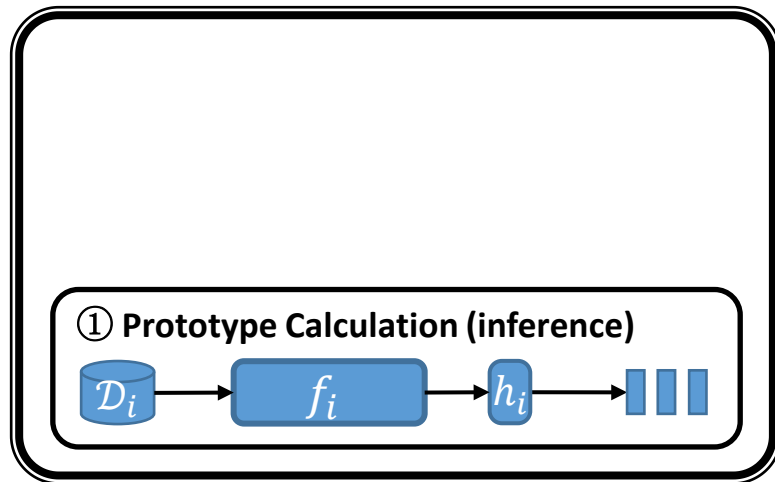 ① Prototype Calculation (inference)
𝒟ᵢ fᵢ hᵢ